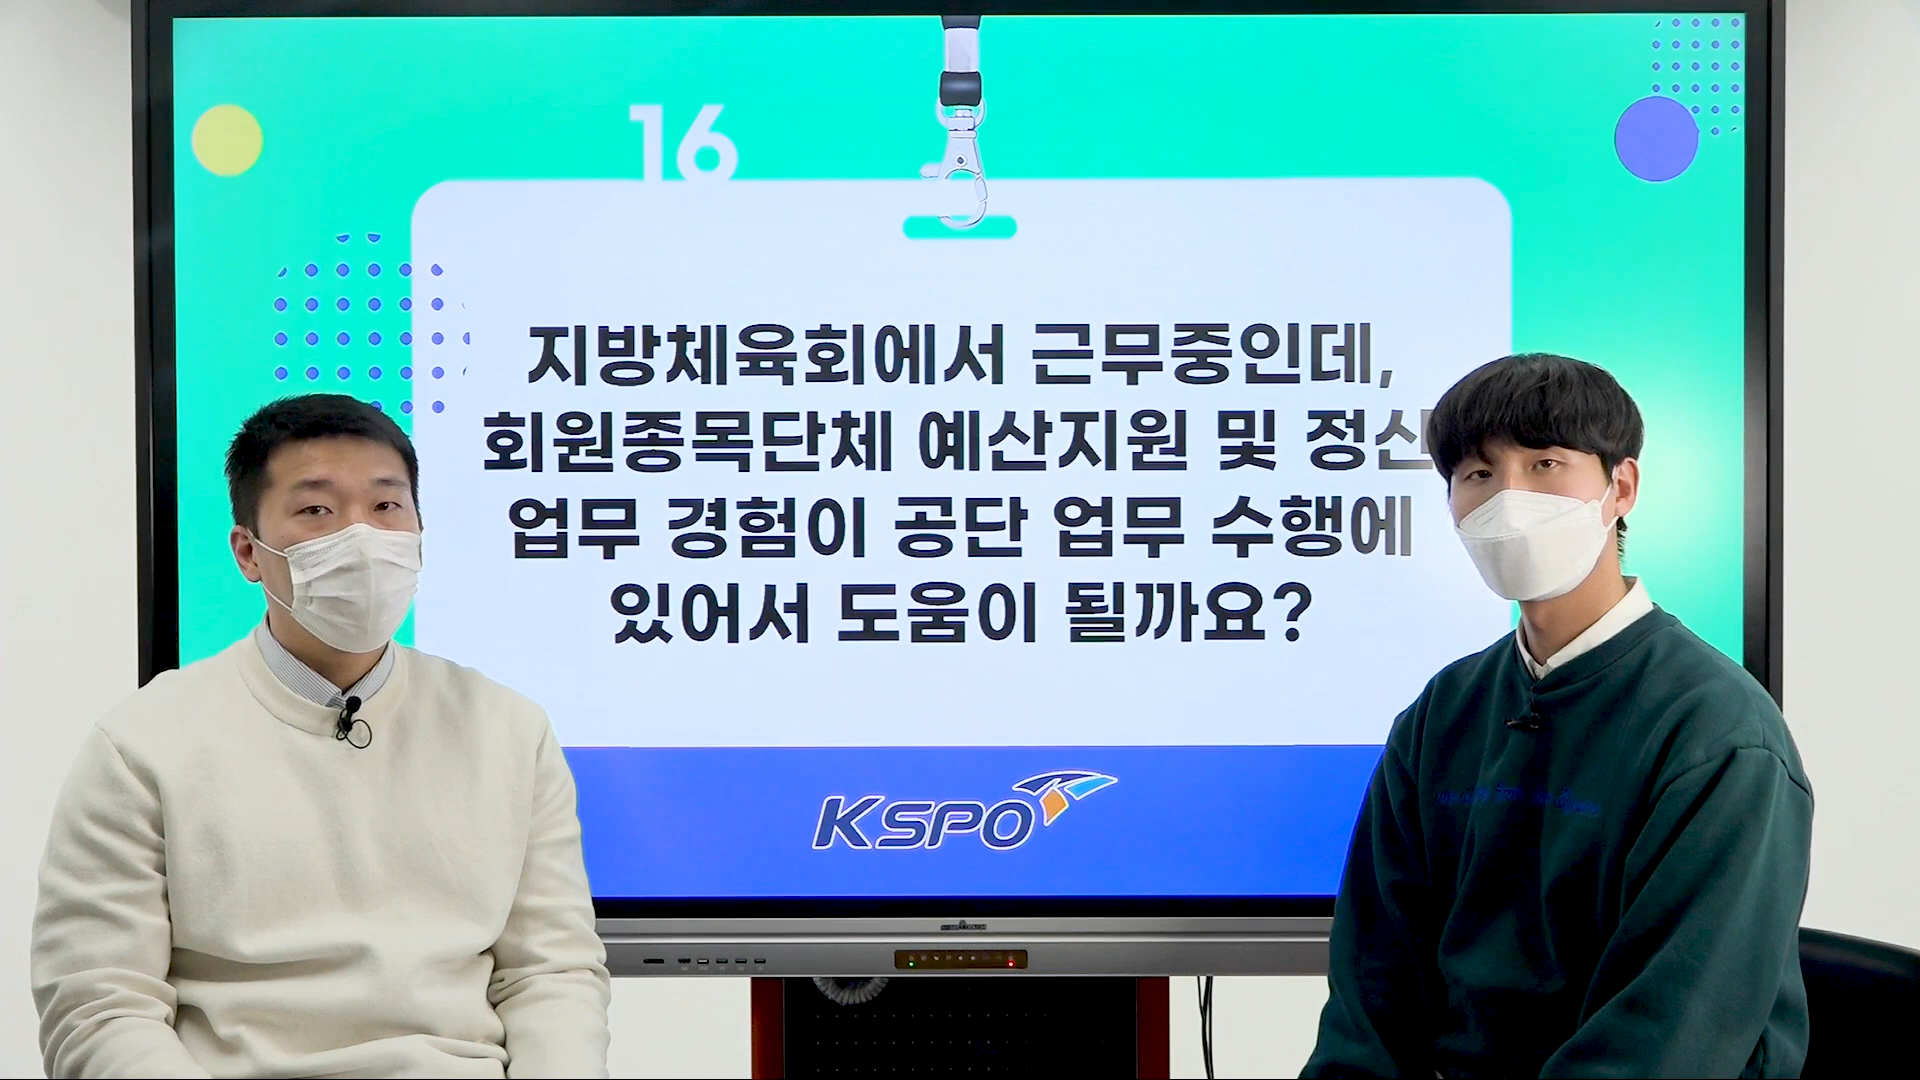 16
지방체육회에서 근무중인데,
회원종목단체 예산지원 및 정산
업무 경험이 공단 업무 수행에
있어서 도움이 될까요?
KSPO